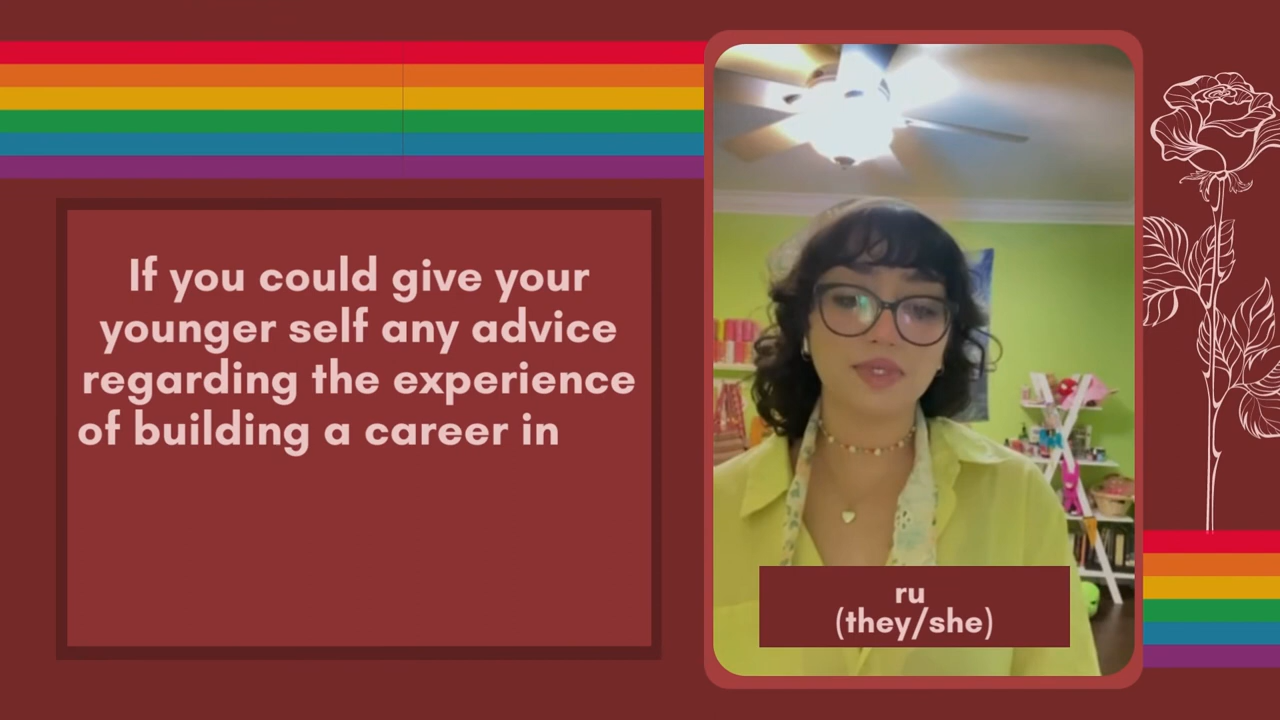 If you could give your
younger self any advice
regarding the experience
of building a career in
ru
(they/she)